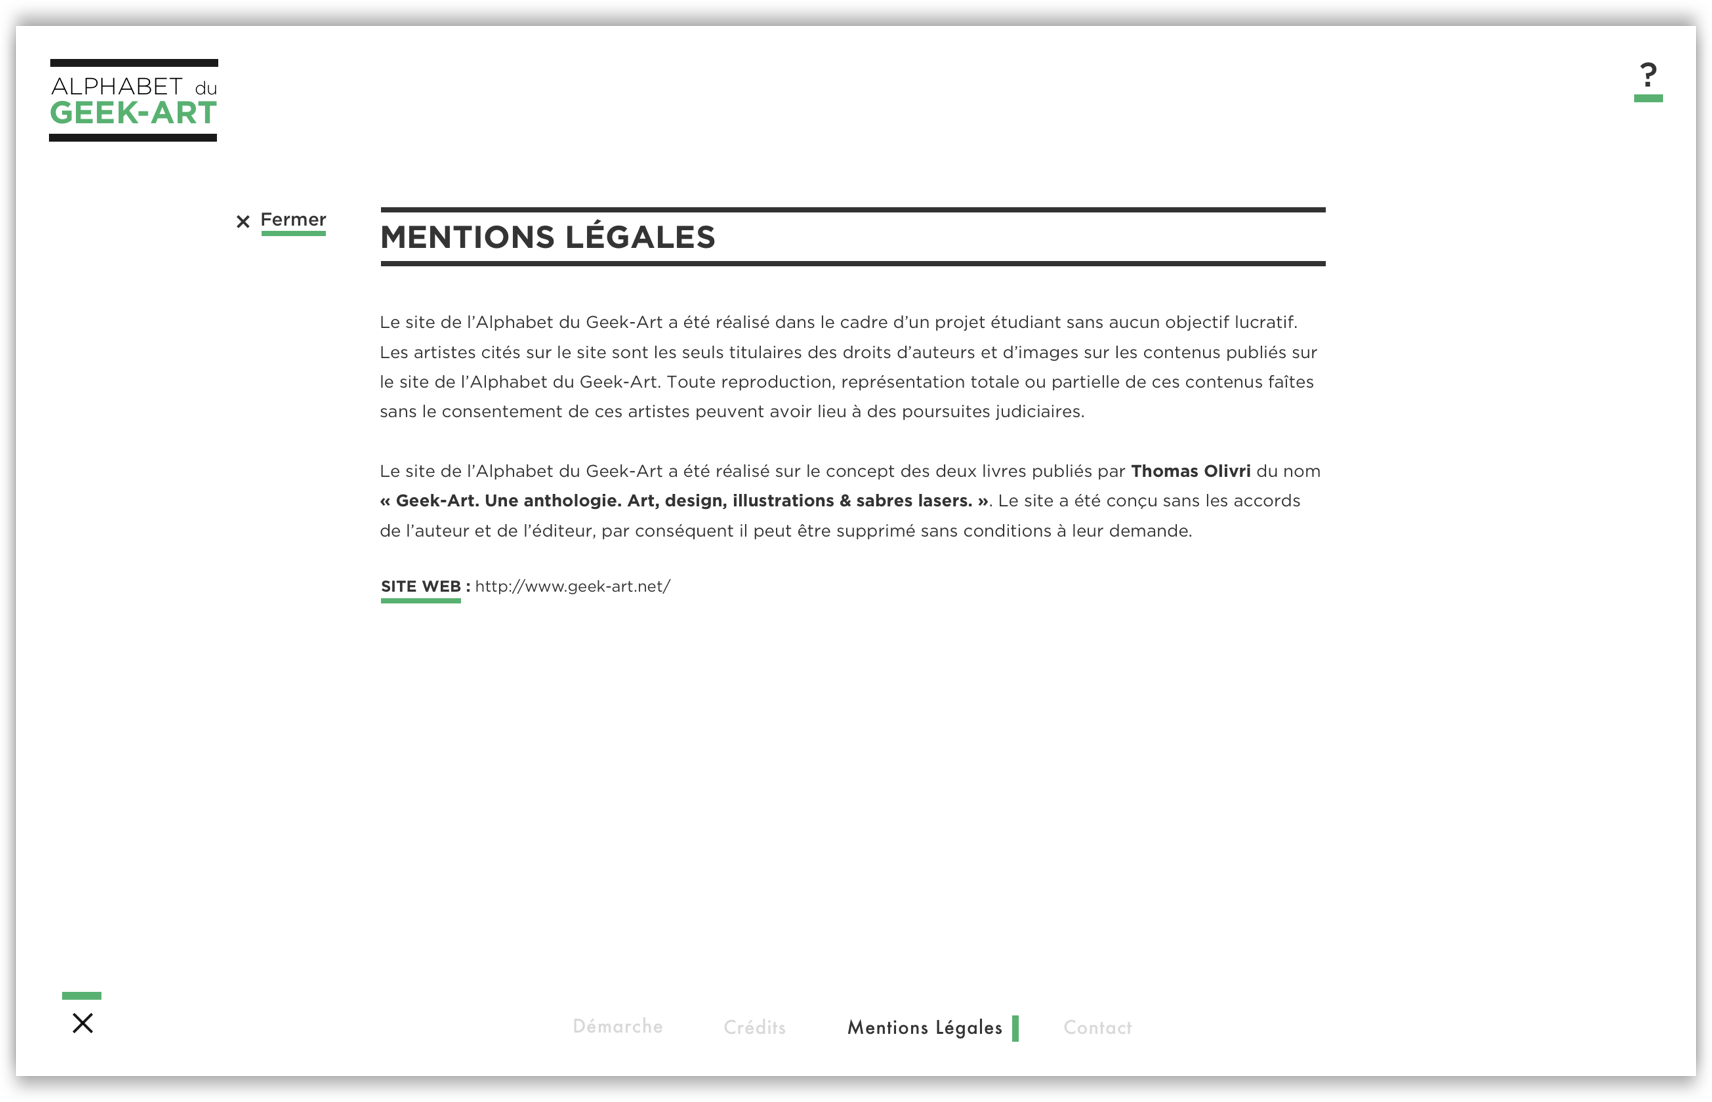 ALPHABET du
GEEK-ART
?
× Fermer
MENTIONS LÉGALES
Le site de l’Alphabet du Geek-Art a été réalisé dans le cadre d’un projet étudiant sans aucun objectif lucratif.
Les artistes cités sur le site sont les seuls titulaires des droits d’auteurs et d’images sur les contenus publiés sur
le site de l’Alphabet du Geek-Art. Toute reproduction, représentation totale ou partielle de ces contenus faîtes
sans le consentement de ces artistes peuvent avoir lieu à des poursuites judiciaires.
Le site de l’Alphabet du Geek-Art a été réalisé sur le concept des deux livres publiés par Thomas Olivri du nom
« Geek-Art. Une anthologie. Art, design, illustrations & sabres lasers. ». Le site a été conçu sans les accords
de l’auteur et de l’éditeur, par conséquent il peut être supprimé sans conditions à leur demande.
SITE WEB : http://www.geek-art.net/
Démarche Crédits Mentions Légales Contact